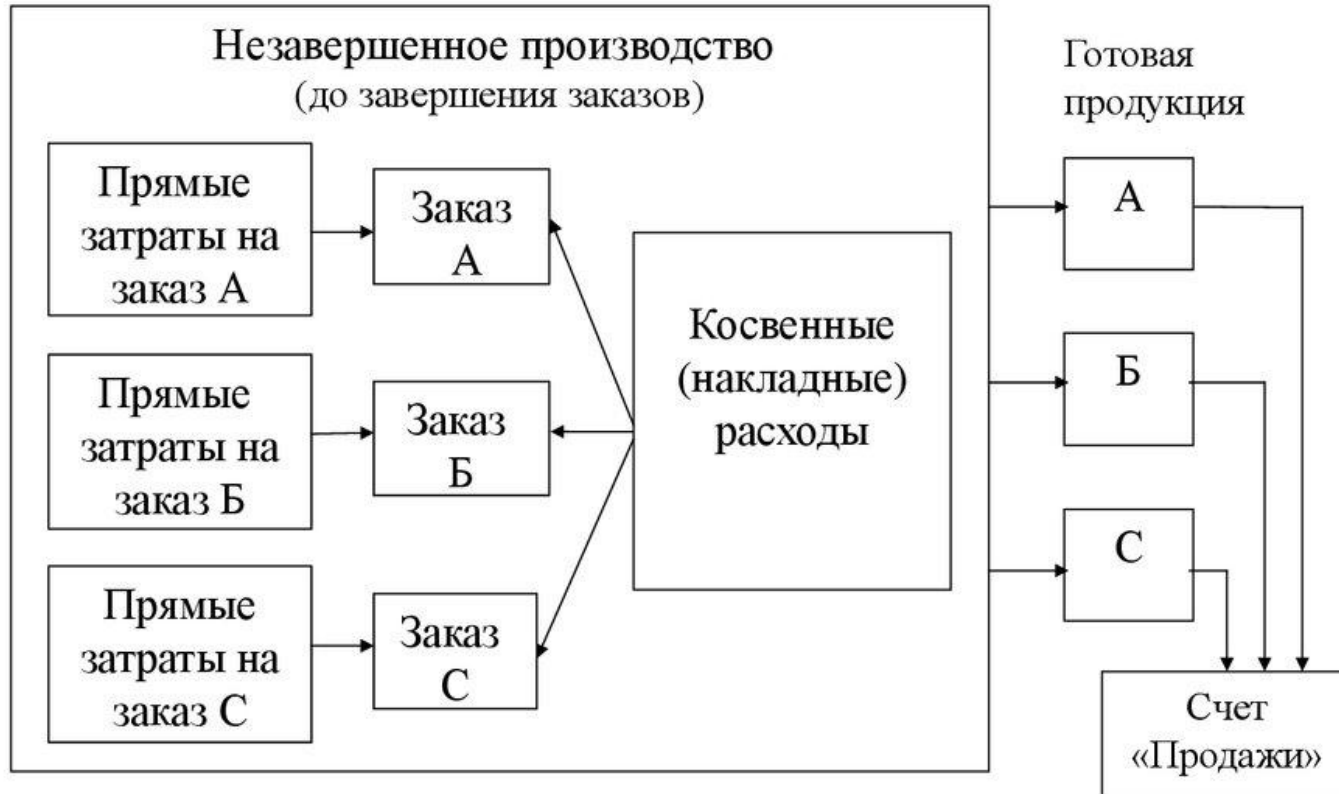 Незавершенное производство
(до завершения заказов)
Прямые
затраты на
заказ А
Заказ
А
Прямые
затраты на
заказ Б
Заказ
Б
Прямые
затраты на
заказ С
Заказ
С
Косвенные
(накладные)
расходы
Готовая
продукция
А
Б
С
Счет
«Продажи»